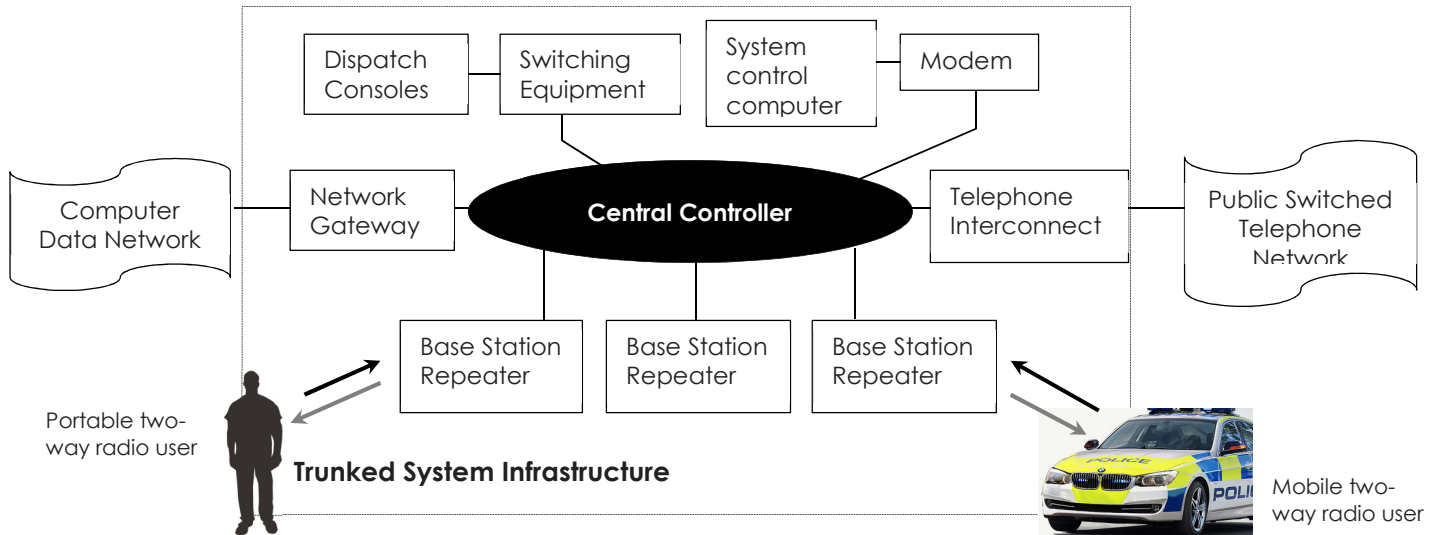 Dispatch
Consoles
Switching
Equipment
System
control
computer
Modem
Computer
Data Network
Network
Gateway
Central Controller
Telephone
Interconnect
Public Switched
Telephone
Network
Base Station
Repeater
Base Station
Repeater
Base Station
Repeater
Portable two-
way radio user
Trunked System Infrastructure
POLICE
POLIC
Mobile two-
way radio user